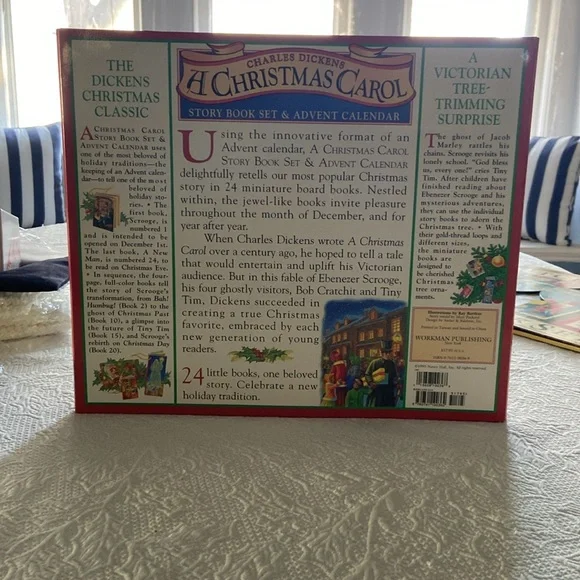 THE
DICKENS
CHRISTMAS
CLASSIC
A CHRISTMAS CAROL
STORY BOOK SET &
ADVENT CALENDAR uses
one of the most beloved of
holiday traditions—the
keeping of an Advent calen-
dar—to tell one of the most
beloved of
holiday sto-
ries. • The
first book,
Scrooge, is
numbered 1
and is intended to be
opened on December 1st.
The last book, A New
Man, is numbered 24, to
be read on Christmas Eve.
• In sequence, the four-
page, full-color books tell
the story of Scrooge's
transformation, from Bah!
Humbug! (Book 2) to the
ghost of Christmas Past
(Book 10), a glimpse into
the future of Tiny Tim
(Book 15), and Scrooge's
rebirth on Christmas Day
(Book 20).
CHARLES DICKENS
A CHRISTMAS CAROL
STORY BOOK SET & ADVENT CALENDAR
Using the innovative format of an
Advent calendar, A CHRISTMAS CAROL
STORY BOOK SET & ADVENT CALENDAR
delightfully retells our most popular Christmas
story in 24 miniature board books. Nestled
within, the jewel-like books invite pleasure
throughout the month of December, and for
year after year.
When Charles Dickens wrote A Christmas
Carol over a century ago, he hoped to tell a tale
that would entertain and uplift his Victorian
audience. But in this fable of Ebenezer Scrooge,
his four ghostly visitors, Bob Cratchit and Tiny
Tim, Dickens succeeded in
creating a true Christmas
favorite, embraced by each
new generation of young
readers.
24 little books, one beloved
story. Celebrate a new
holiday tradition.
A
VICTORIAN
TREE-
TRIMMING
SURPRISE
The ghost of Jacob
Marley rattles his
chains. Scrooge revisits his
lonely school. "God bless
us, every one!" cries Tiny
Tim. After children have
finished reading about
Ebenezer Scrooge and his
mysterious adventures,
they can use the individual
story books to adorn the
Christmas tree. • With
their gold-thread loops and
different sizes,
the miniature
books are
designed to
be cherished
Christmas
tree orna-
ments.
WORKMAN PUBLISHING